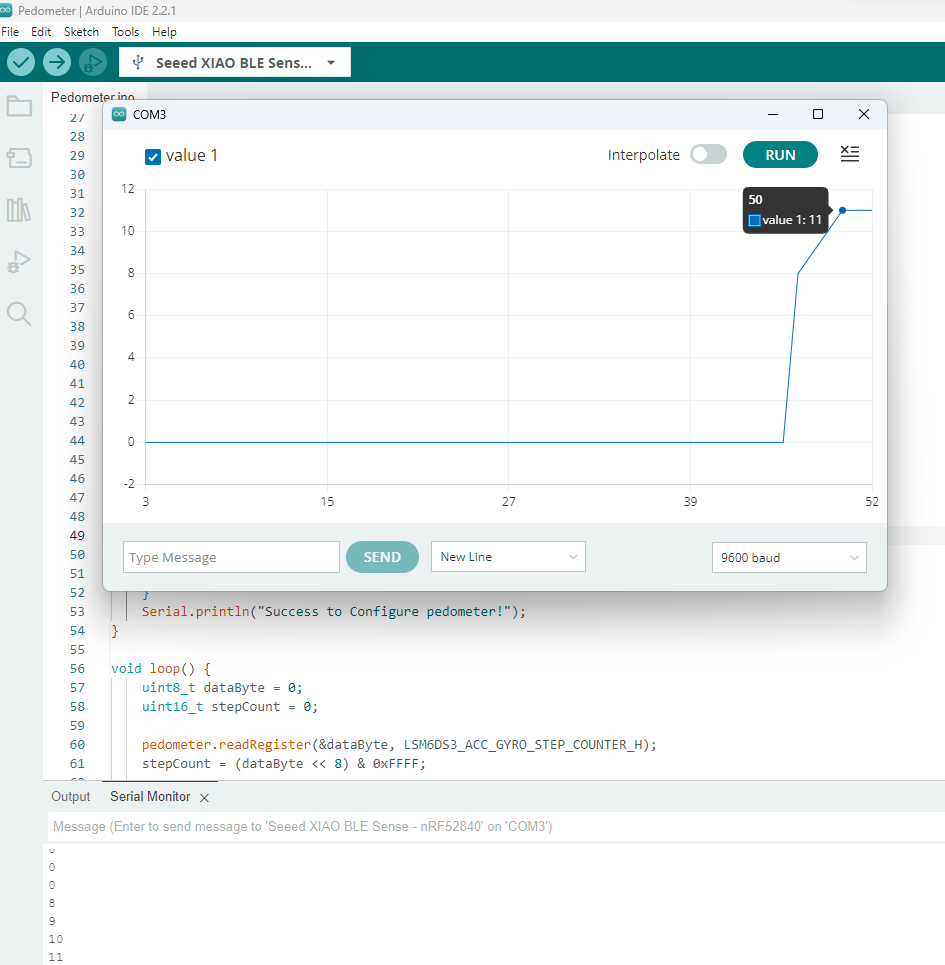 Pedometer | Arduino IDE 2.2.1
File Edit Sketch Tools Help
Seeed XIAO BLE Sens...
Pedometer.ino
COM3
value 1
Interpolate
RUN
12
10
8
6
4
2
0
-2
3 15 27 39 52
50
value 1: 11
Type Message
SEND
New Line
9600 baud
27
28
29
30
31
32
33
34
35
36
37
38
39
40
41
42
43
44
45
46
47
48
49
50
51
52 }
53 Serial.println("Success to Configure pedometer!");
54 }
55
56 void loop() {
57 uint8_t dataByte = 0;
58 uint16_t stepCount = 0;
59
60 pedometer.readRegister(&dataByte, LSM6DS3_ACC_GYRO_STEP_COUNTER_H);
61 stepCount = (dataByte << 8) & 0xFFFF;
Output Serial Monitor
Message (Enter to send message to 'Seeed XIAO BLE Sense - nRF52840' on 'COM3')
0
0
8
9
10
11